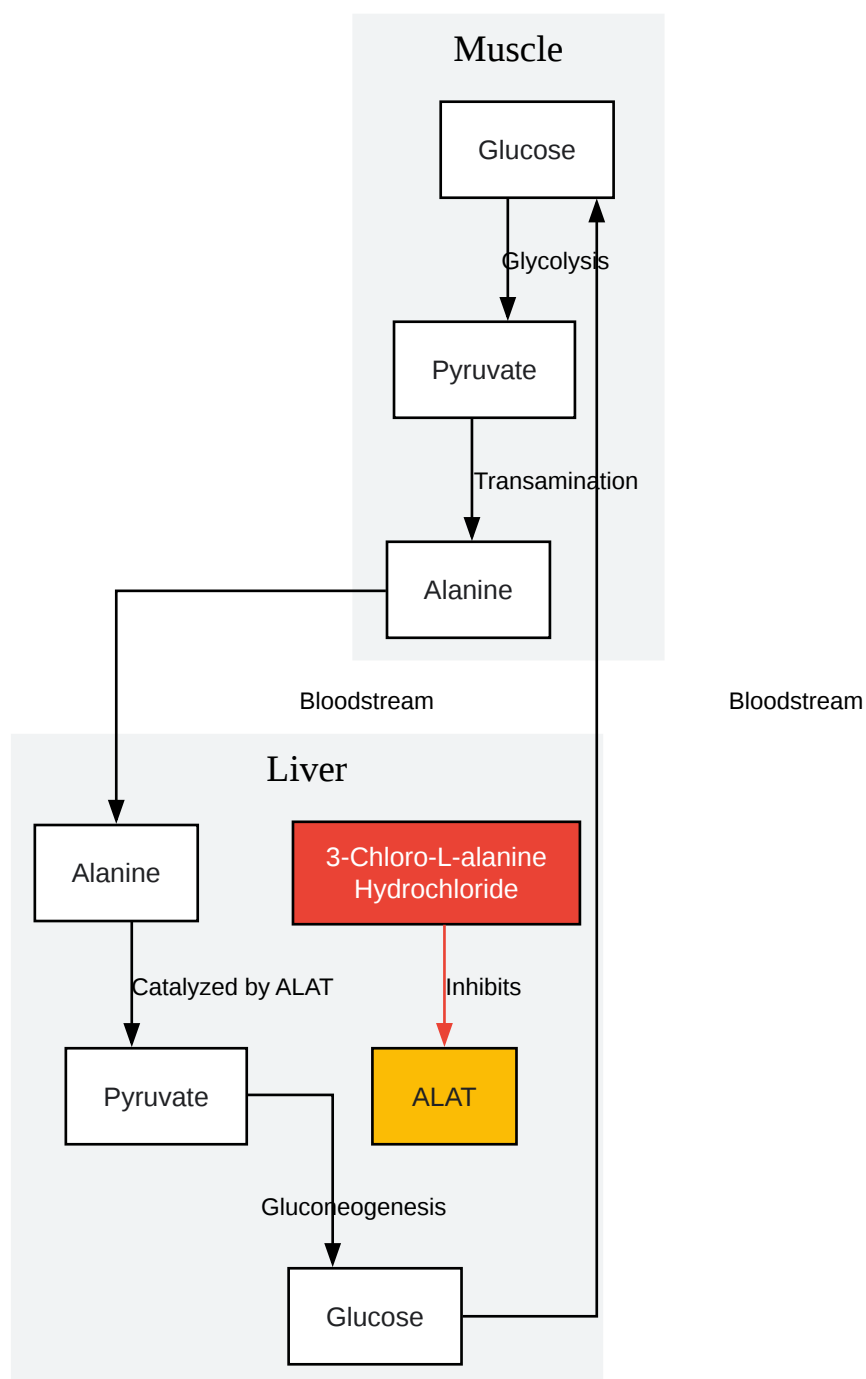 Muscle
Glucose
Glycolysis
Pyruvate
Transamination
Alanine
Bloodstream
Bloodstream
Liver
Alanine
3-Chloro-L-alanine
Hydrochloride
Catalyzed by ALAT
Inhibits
Pyruvate
ALAT
Gluconeogenesis
Glucose